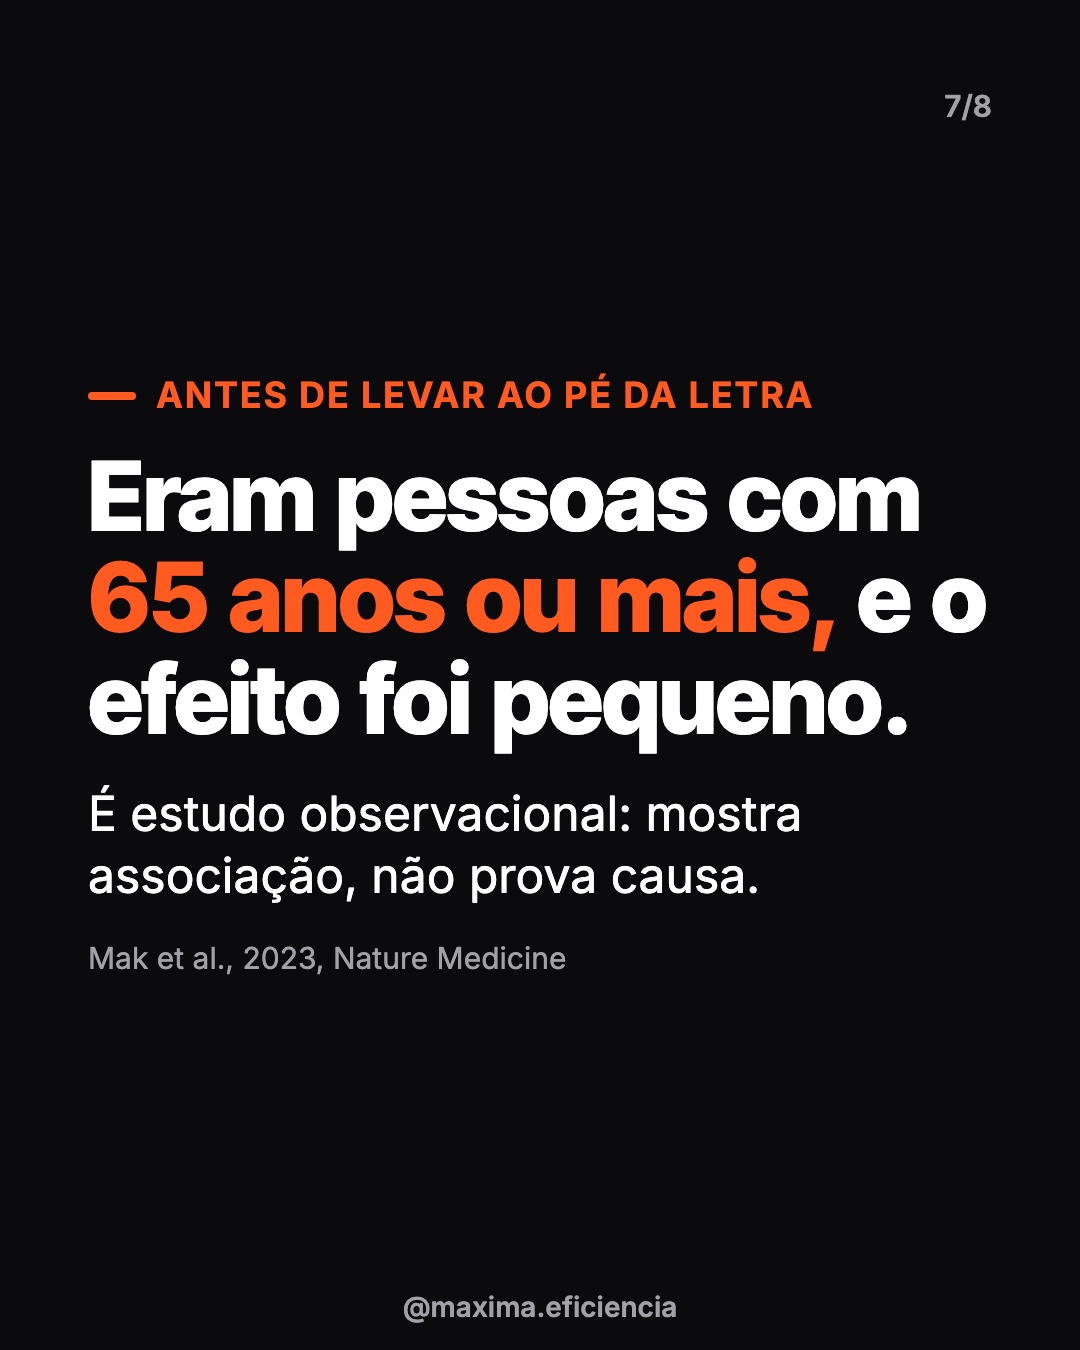 7/8
ANTES DE LEVAR AO PÉ DA LETRA
Eram pessoas com
65 anos ou mais, e o
efeito foi pequeno.
É estudo observacional: mostra
associação, não prova causa.
Mak et al., 2023, Nature Medicine
@maxima.eficiencia